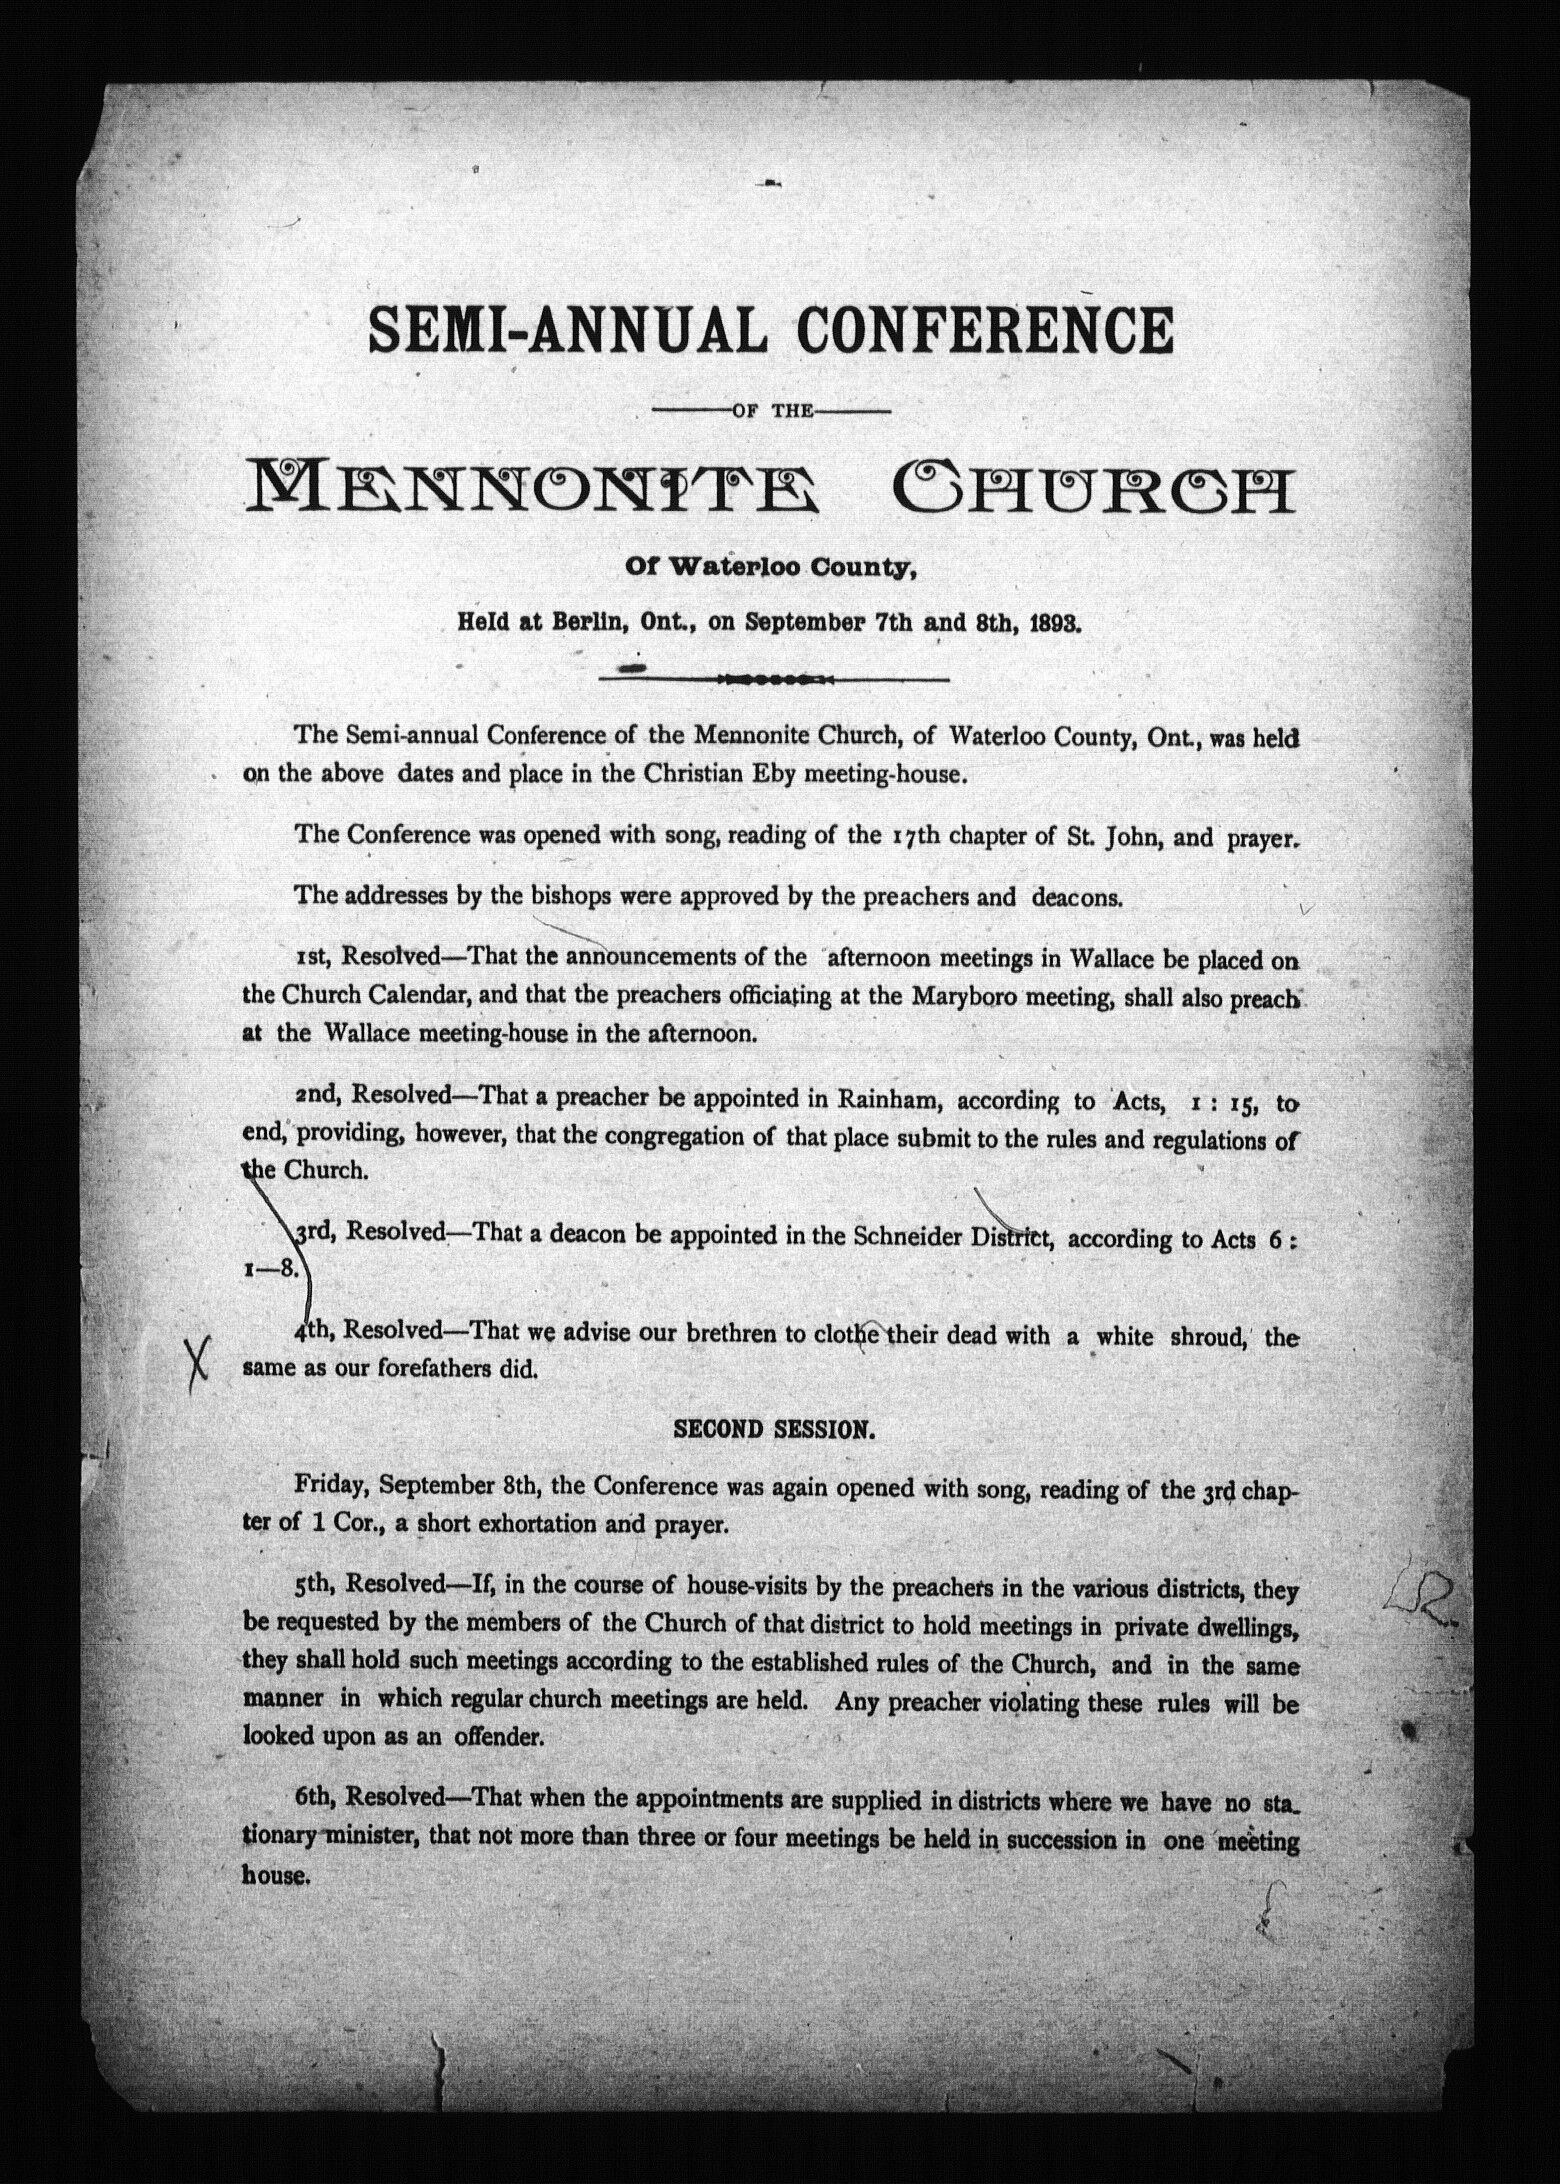 SEMI-ANNUAL CONFERENCE
OF THE
MENNONITE CHURCH
Of Waterloo County,
Held at Berlin, Ont., on September 7th and 8th, 1893.
The Semi-annual Conference of the Mennonite Church, of Waterloo County, Ont., was held
on the above dates and place in the Christian Eby meeting-house.
The Conference was opened with song, reading of the 17th chapter of St. John, and prayer.
The addresses by the bishops were approved by the preachers and deacons.
1st, Resolved—That the announcements of the afternoon meetings in Wallace be placed on
the Church Calendar, and that the preachers officiating at the Maryboro meeting, shall also preach
at the Wallace meeting-house in the afternoon.
2nd, Resolved—That a preacher be appointed in Rainham, according to Acts, 1 : 15, to
end, providing, however, that the congregation of that place submit to the rules and regulations of
the Church.
3rd, Resolved—That a deacon be appointed in the Schneider District, according to Acts 6 :
1—8.
4th, Resolved—That we advise our brethren to clothe their dead with a white shroud, the
X same as our forefathers did.
SECOND SESSION.
Friday, September 8th, the Conference was again opened with song, reading of the 3rd chap-
ter of 1 Cor., a short exhortation and prayer.
5th, Resolved—If, in the course of house-visits by the preachers in the various districts, they
be requested by the members of the Church of that district to hold meetings in private dwellings,
they shall hold such meetings according to the established rules of the Church, and in the same
manner in which regular church meetings are held. Any preacher violating these rules will be
looked upon as an offender.
6th, Resolved—That when the appointments are supplied in districts where we have no sta-
tionary minister, that not more than three or four meetings be held in succession in one meeting
house.